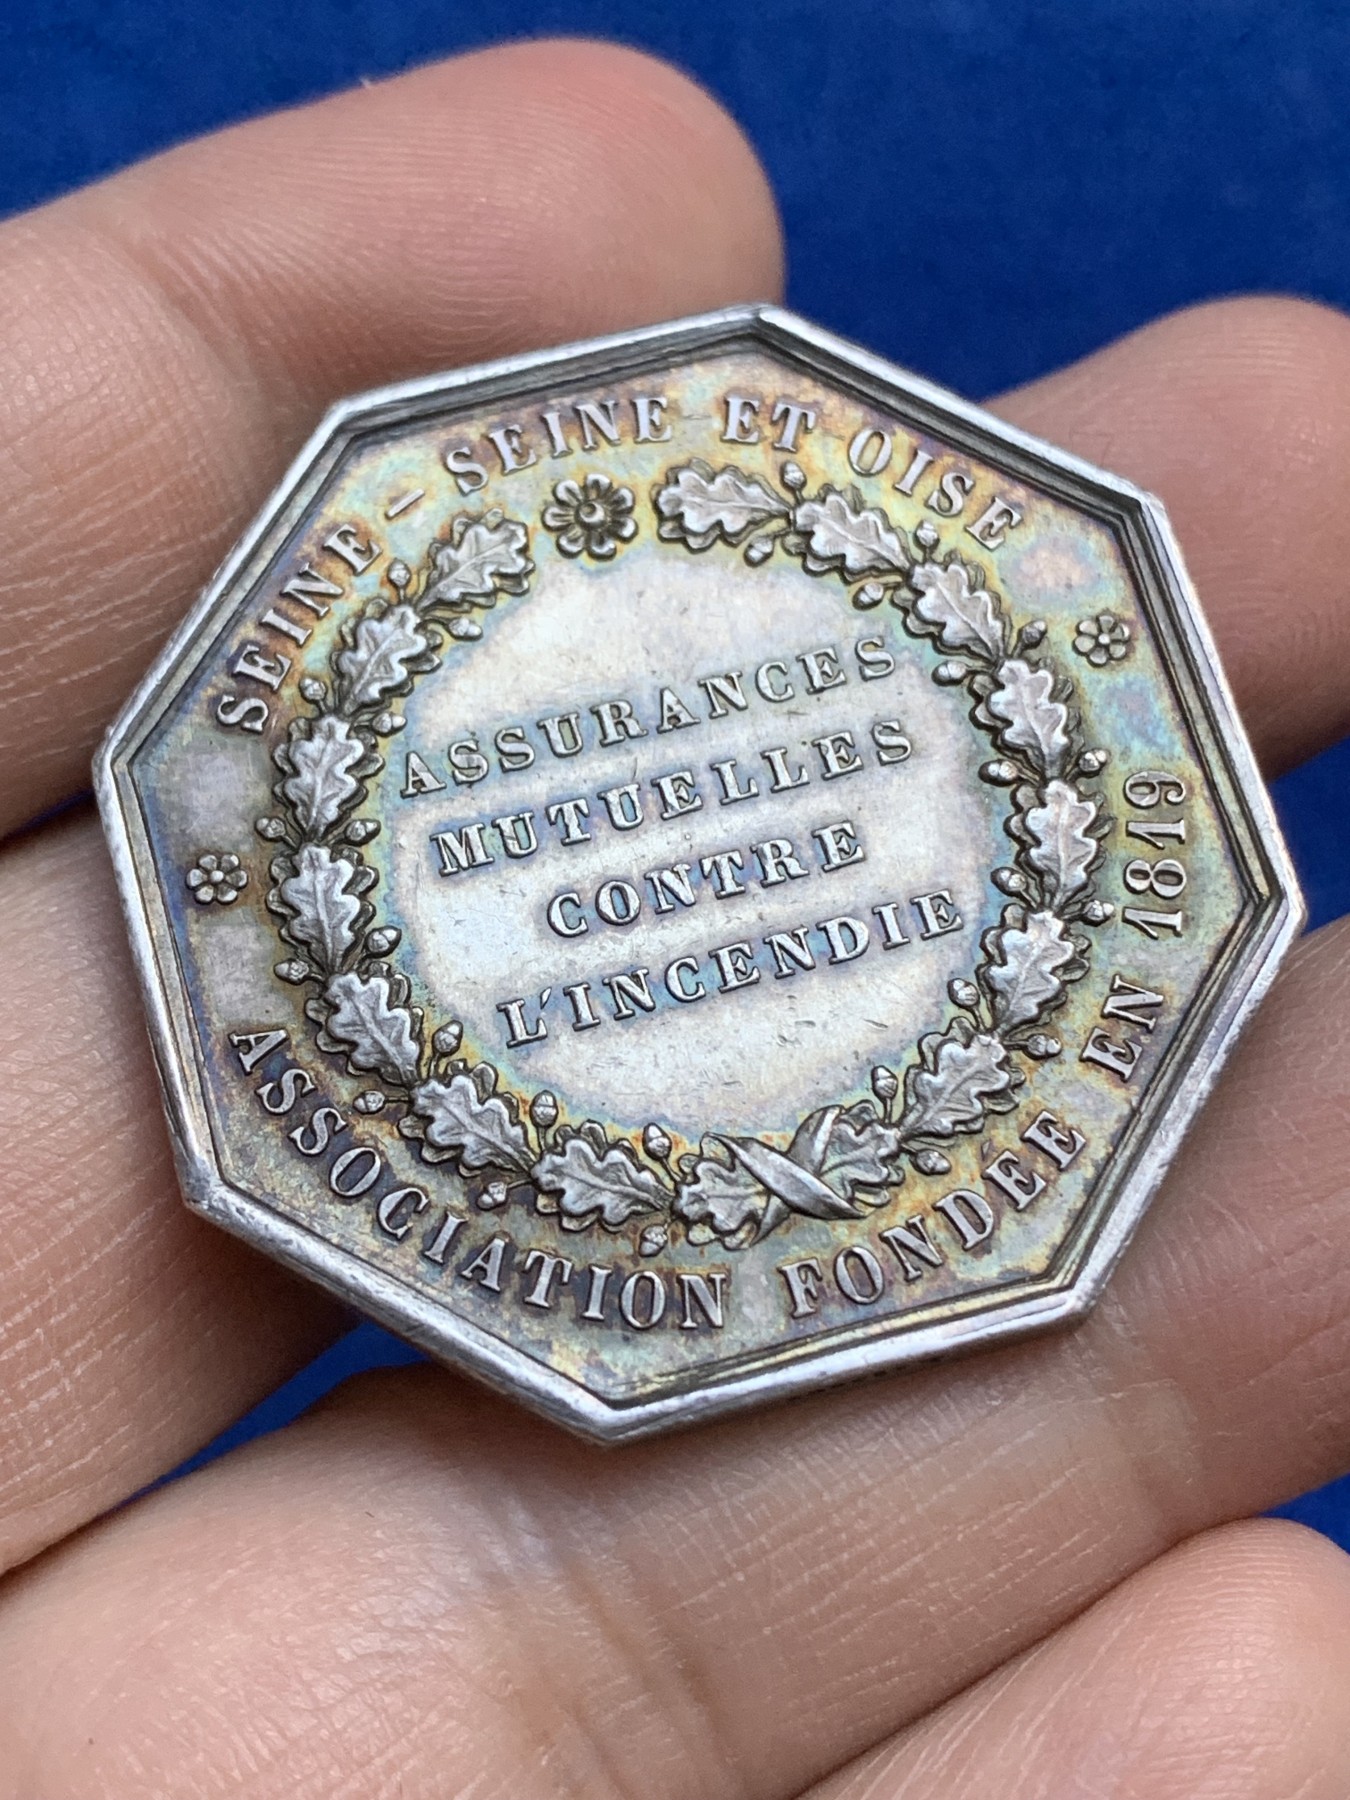 SEINE – SEINE ET OISE
ASSURANCES
MUTUELLES
CONTRE
L'INCENDIE
ASSOCIATION FONDÉE EN 1819